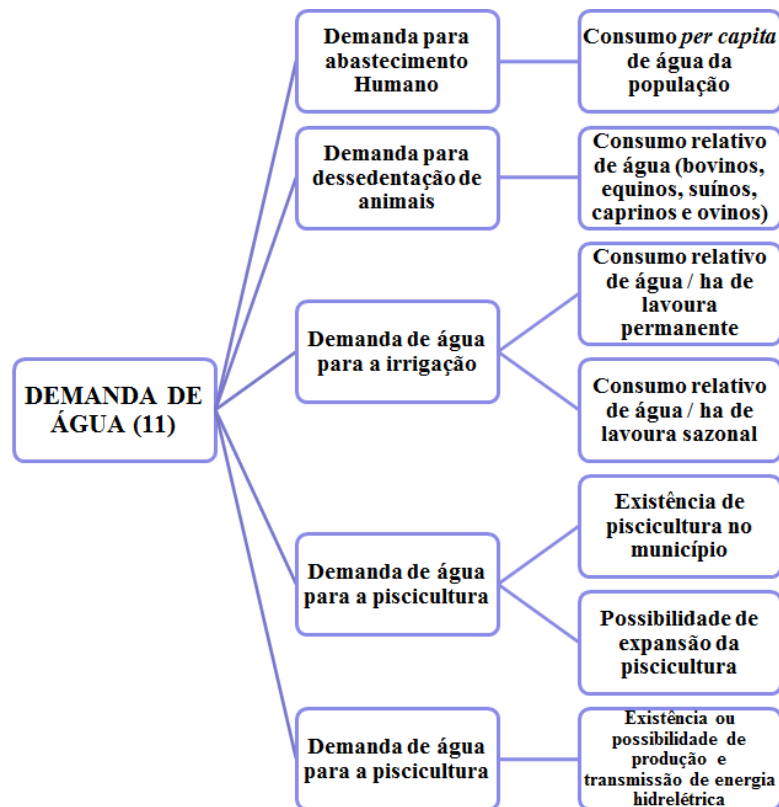 DEMANDA DE
ÁGUA (11)
Demanda para
abastecimento
Humano
Consumo per capita
de água da
população
Demanda para
dessedentação de
animais
Consumo relativo
de água (bovinos,
equinos, suínos,
caprinos e ovinos)
Demanda de água
para a irrigação
Consumo relativo
de água / ha de
lavoura
permanente
Consumo relativo
de água / ha de
lavoura sazonal
Demanda de água
para a piscicultura
Existência de
piscicultura no
município
Possibilidade de
expansão da
piscicultura
Demanda de água
para a piscicultura
Existência ou
possibilidade de
produção e
transmissão de energia
hidrelétrica